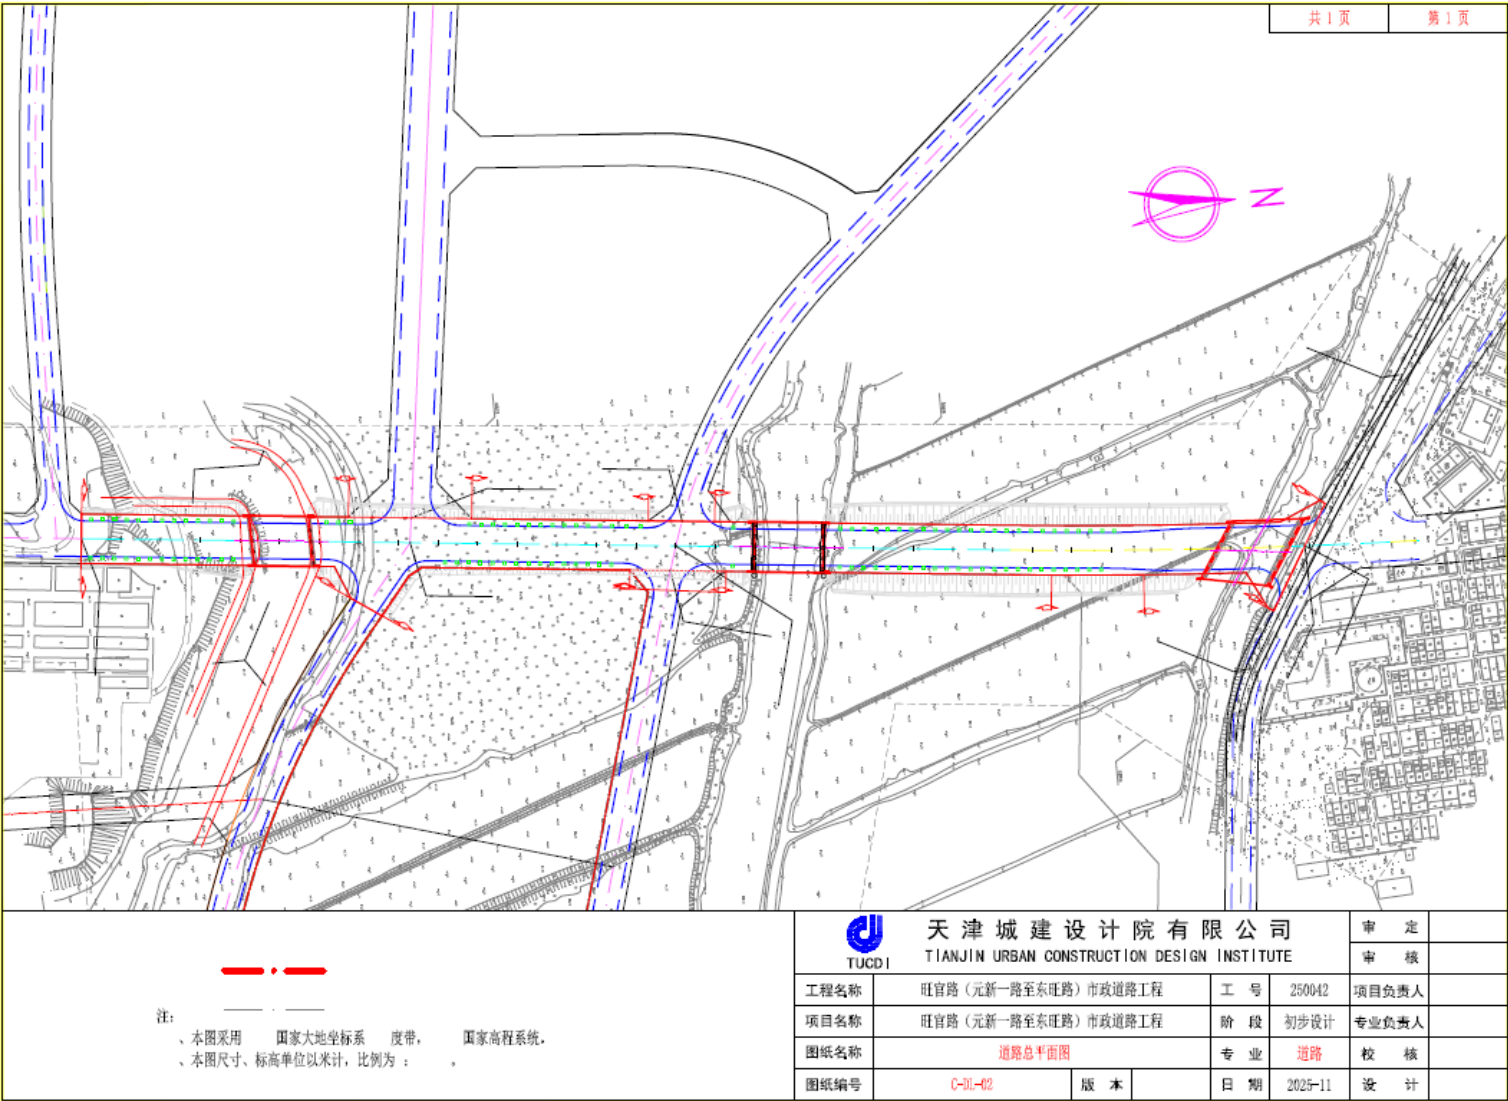 共 1 页 第 1 页
N
注:
、本图采用 国家大地坐标系 度带, 国家高程系统。
、本图尺寸、标高单位以米计, 比例为 : 。
TUCDI
天津城建设计院有限公司
TIANJIN URBAN CONSTRUCTION DESIGN INSTITUTE
审 定
审 核
工程名称 旺官路（元新一路至东旺路）市政道路工程 工 号 250042 项目负责人
项目名称 旺官路（元新一路至东旺路）市政道路工程 阶 段 初步设计 专业负责人
图纸名称 道路总平面图 专 业 道路 校 核
图纸编号 C-DL-02 版 本 日 期 2025-11 设 计